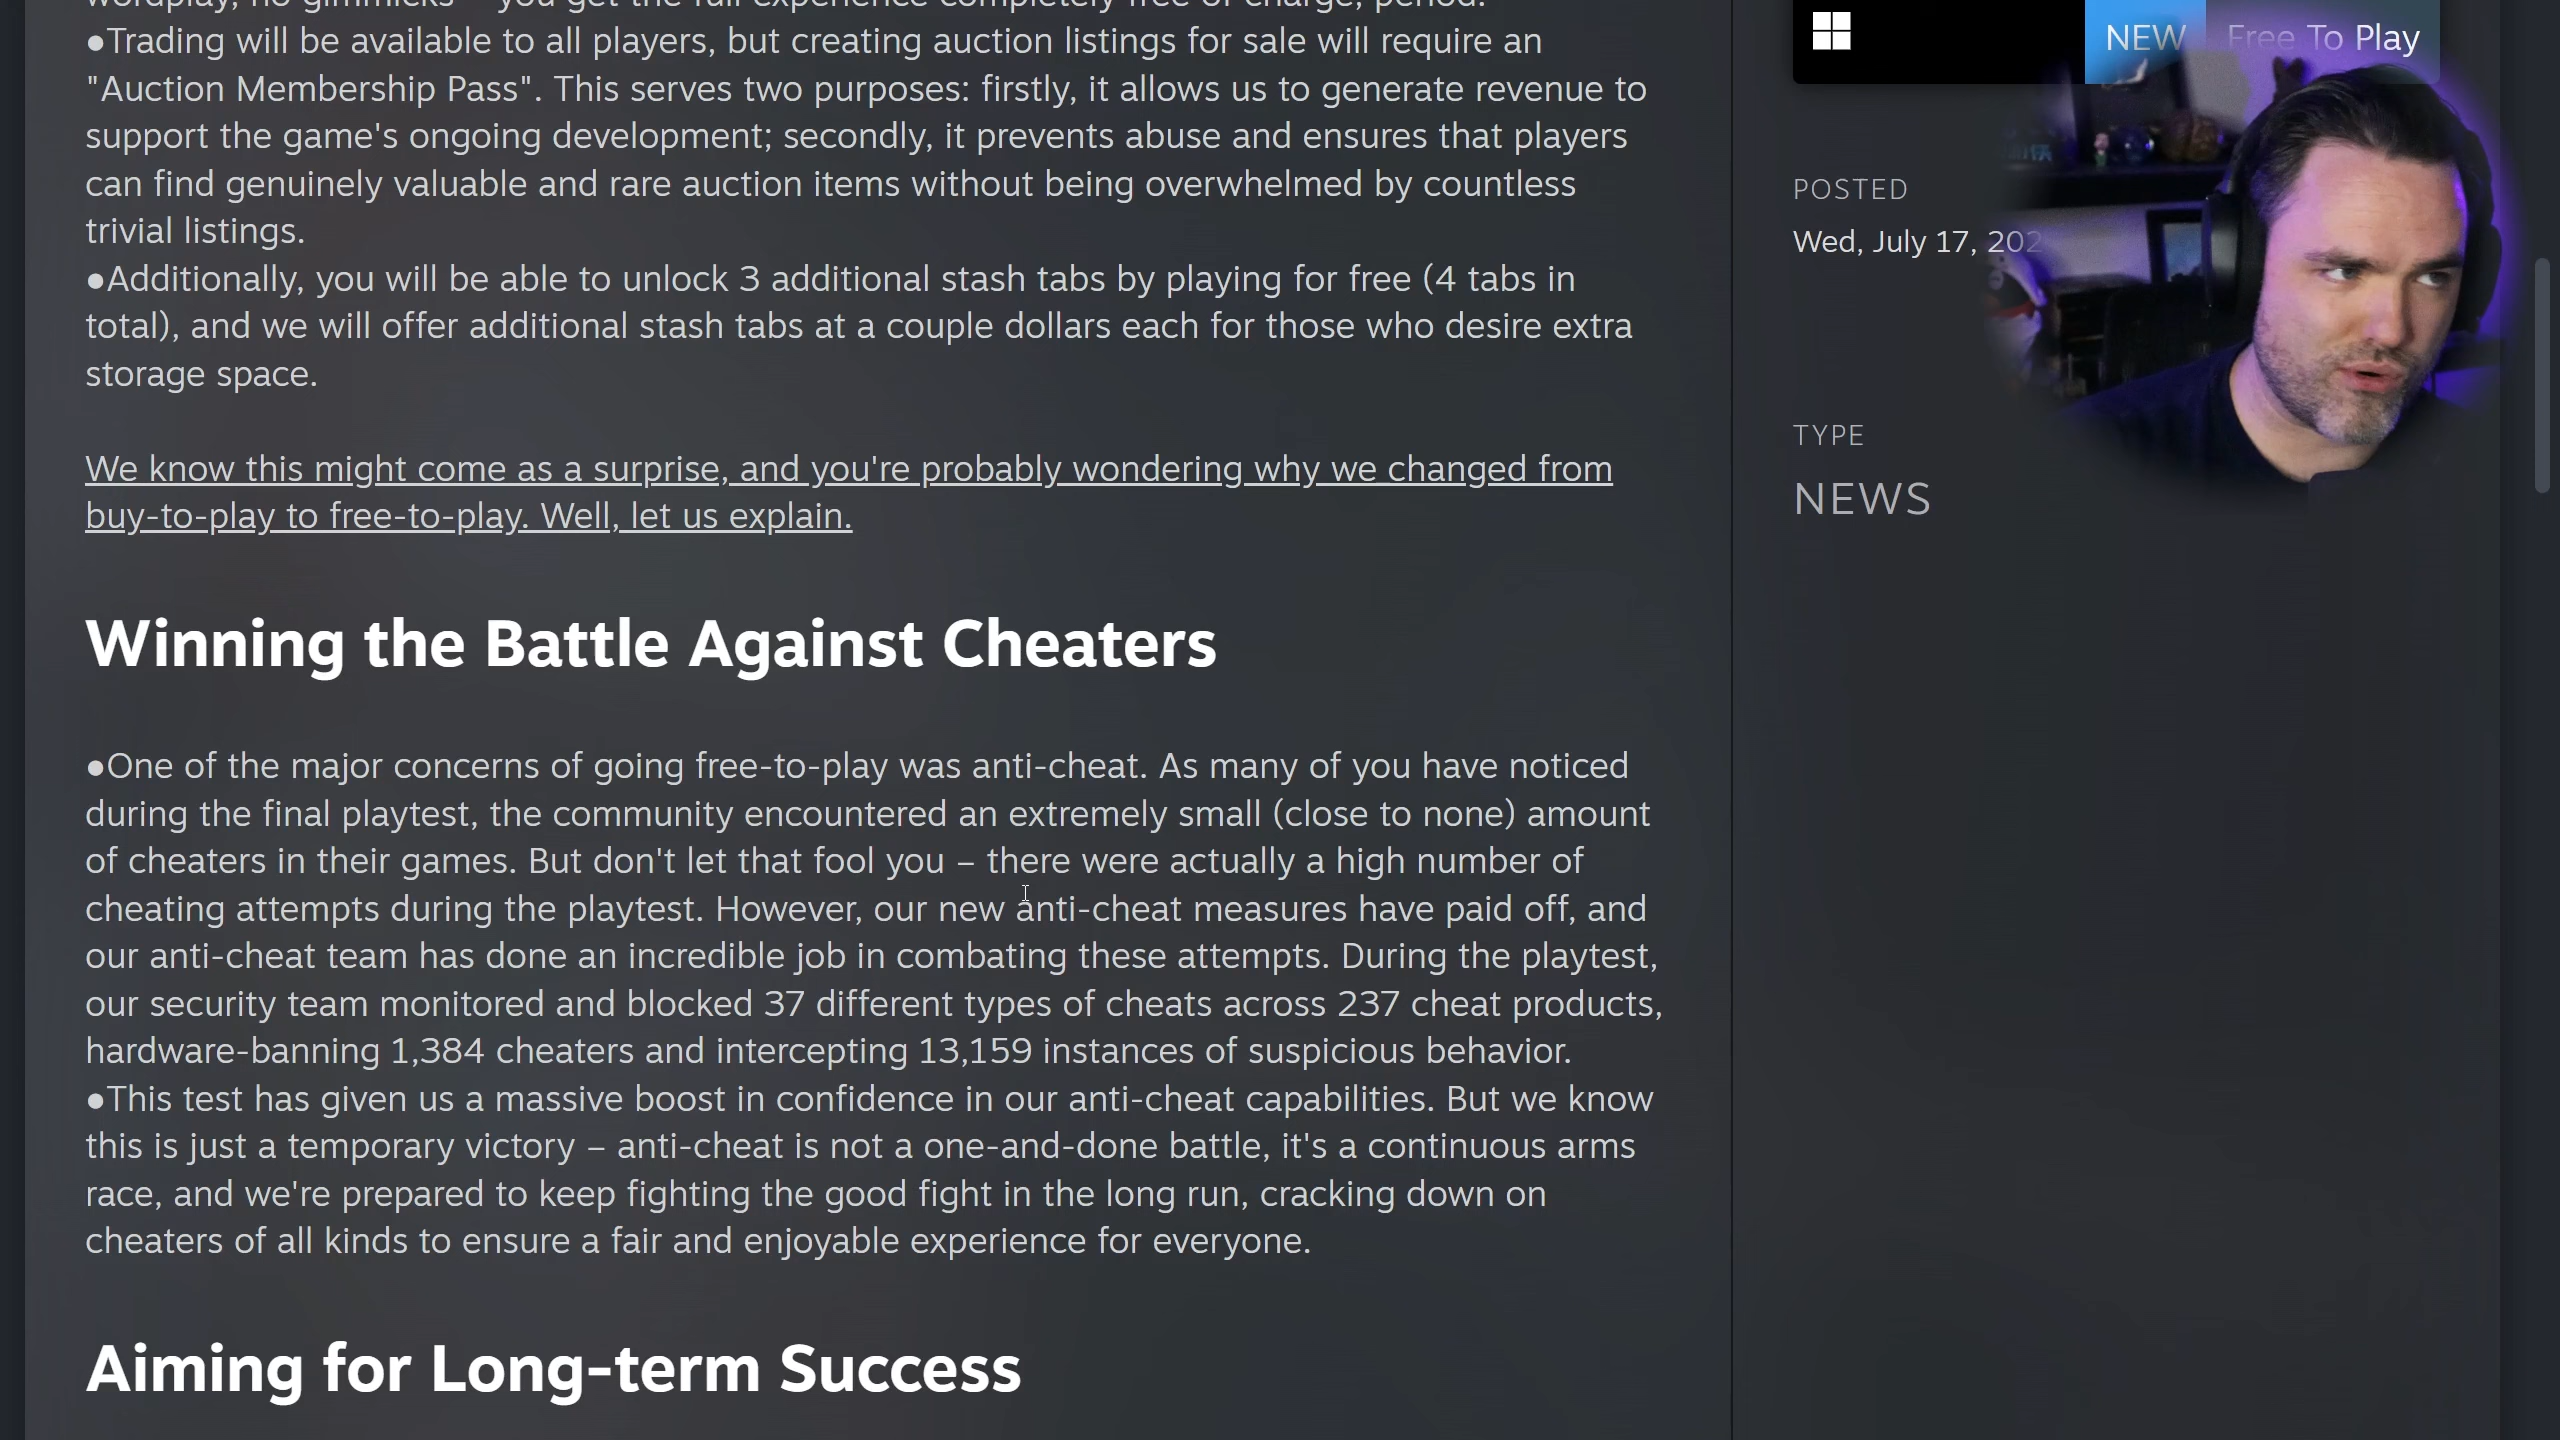 wordplay, no gimmicks – you get the full experience completely free of charge, period.
●Trading will be available to all players, but creating auction listings for sale will require an
"Auction Membership Pass". This serves two purposes: firstly, it allows us to generate revenue to
support the game's ongoing development; secondly, it prevents abuse and ensures that players
can find genuinely valuable and rare auction items without being overwhelmed by countless
trivial listings.
●Additionally, you will be able to unlock 3 additional stash tabs by playing for free (4 tabs in
total), and we will offer additional stash tabs at a couple dollars each for those who desire extra
storage space.
We know this might come as a surprise, and you're probably wondering why we changed from
buy-to-play to free-to-play. Well, let us explain.
Winning the Battle Against Cheaters
●One of the major concerns of going free-to-play was anti-cheat. As many of you have noticed
during the final playtest, the community encountered an extremely small (close to none) amount
of cheaters in their games. But don't let that fool you – there were actually a high number of
cheating attempts during the playtest. However, our new anti-cheat measures have paid off, and
our anti-cheat team has done an incredible job in combating these attempts. During the playtest,
our security team monitored and blocked 37 different types of cheats across 237 cheat products,
hardware-banning 1,384 cheaters and intercepting 13,159 instances of suspicious behavior.
●This test has given us a massive boost in confidence in our anti-cheat capabilities. But we know
this is just a temporary victory – anti-cheat is not a one-and-done battle, it's a continuous arms
race, and we're prepared to keep fighting the good fight in the long run, cracking down on
cheaters of all kinds to ensure a fair and enjoyable experience for everyone.
Aiming for Long-term Success
NEW Free To Play
POSTED
Wed, July 17, 202
TYPE
NEWS